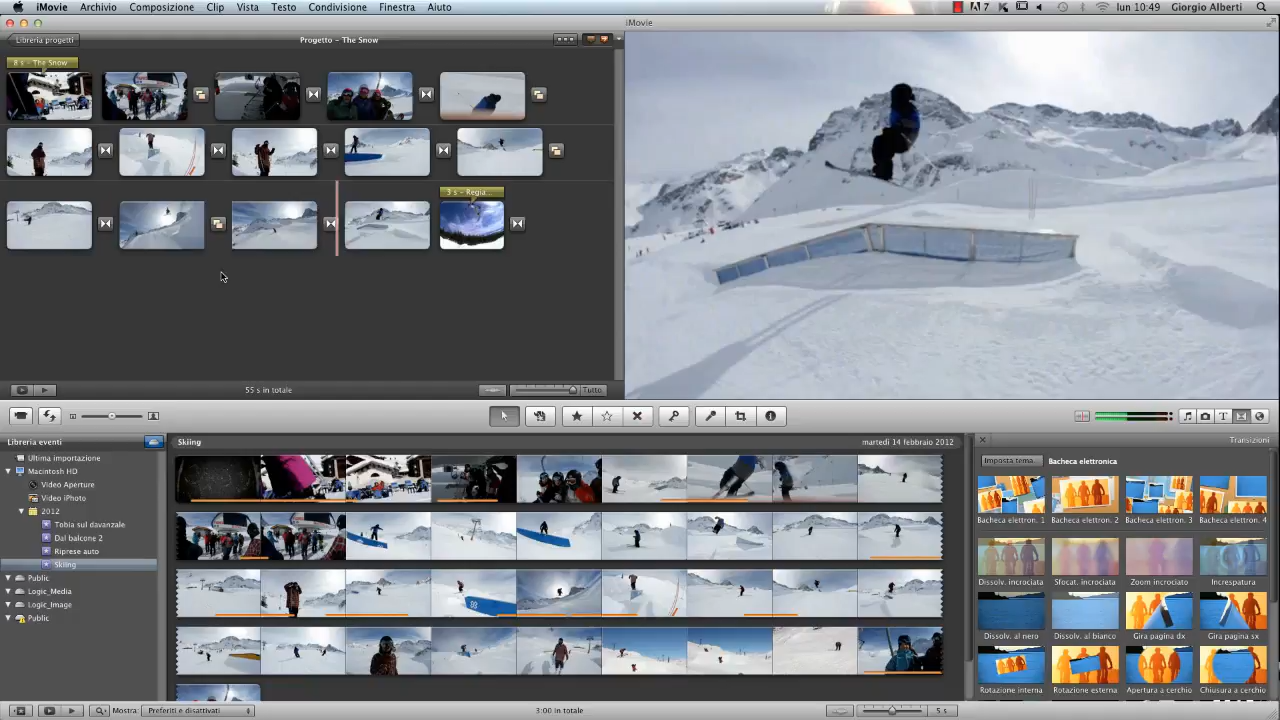 iMovie Archivio Composizione Clip Vista Testo Condivisione Finestra Aiuto 7 lun 10:49 Giorgio Alberti
iMovie
Libreria progetti Progetto - The Snow
8 s - The Snow
3 s - Regiu...
55 s in totale Tutto
Libreria eventi
Ultima importazione
Macintosh HD
Video Aperture
Video iPhoto
2012
Tobia sul davanzale
Dal balcone 2
Riprese auto
Skiing
Public
Logic_Media
Logic_Image
Public
Skiing martedì 14 febbraio 2012
Transizioni
Imposta tema... Bacheca elettronica
Bacheca elettron. 1 Bacheca elettron. 2 Bacheca elettron. 3 Bacheca elettron. 4
Dissolv. incrociata Sfocat. incrociata Zoom incrociato Increspatura
Dissolv. al nero Dissolv. al bianco Gira pagina dx Gira pagina sx
Rotazione interna Rotazione esterna Apertura a cerchio Chiusura a cerchio
Mostra: Preferiti e disattivati 3:00 in totale 5 s